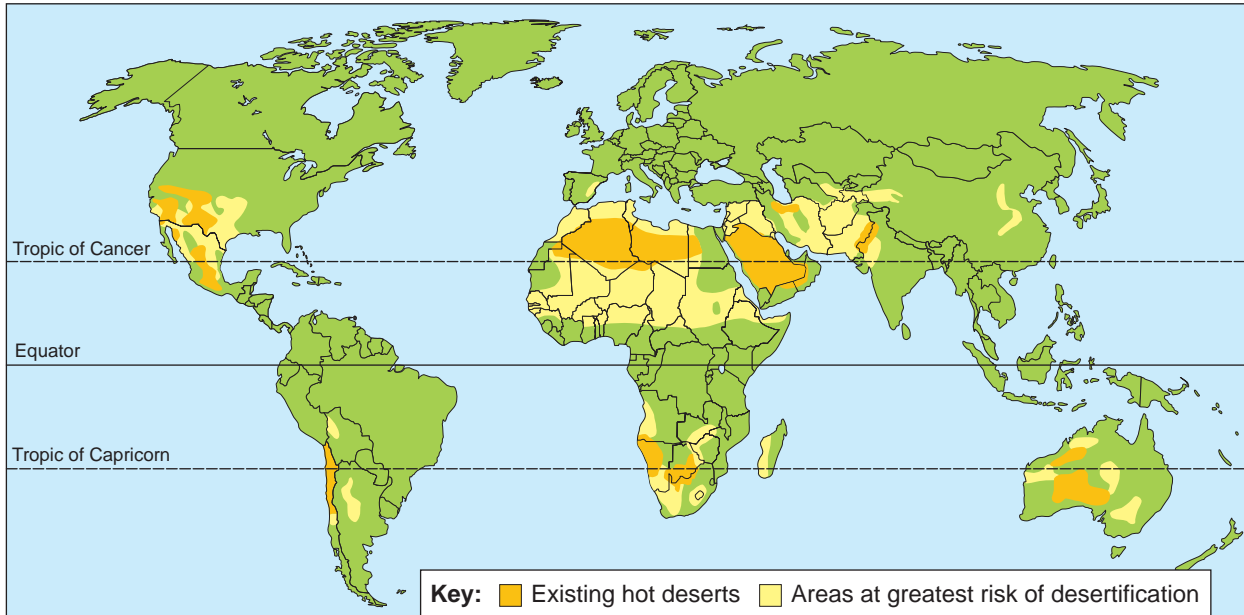 Tropic of Cancer
Equator
Tropic of Capricorn
Key: Existing hot deserts Areas at greatest risk of desertification